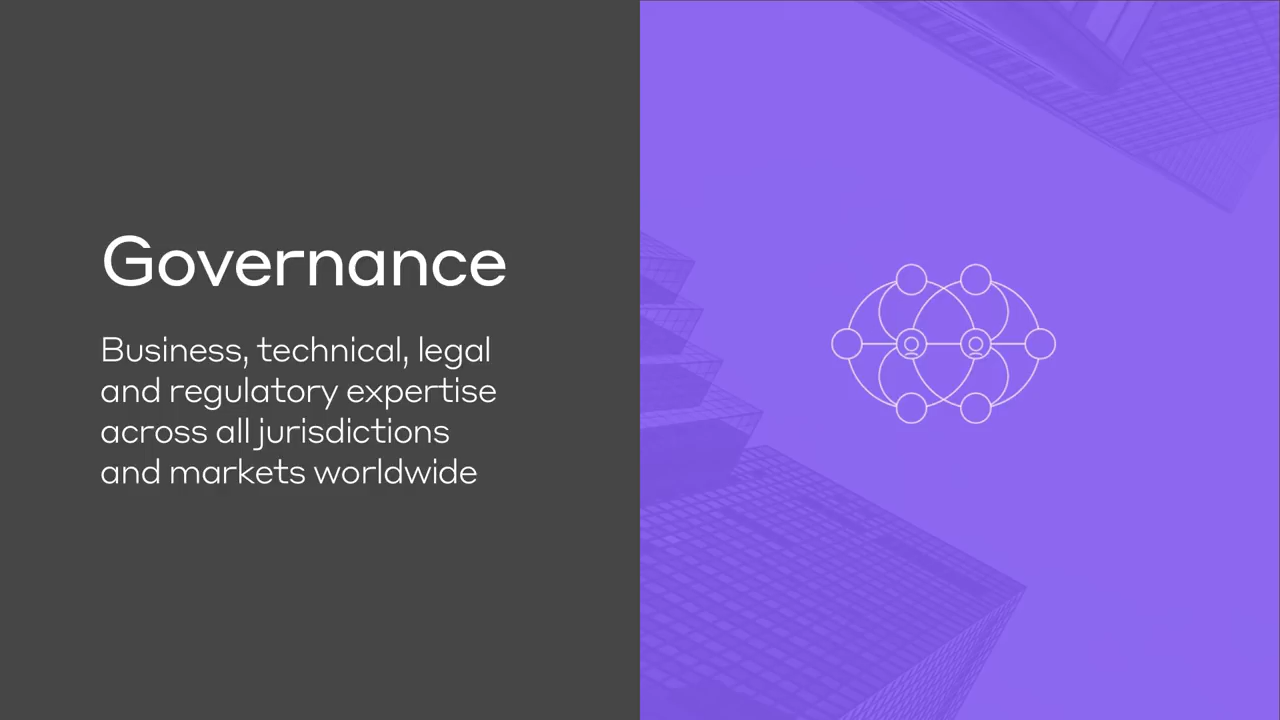 Governance
Business, technical, legal
and regulatory expertise
across all jurisdictions
and markets worldwide